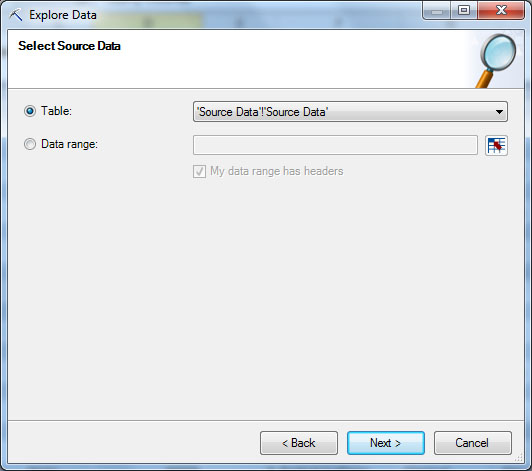 Explore Data
Select Source Data
Table:
'Source Data'!'Source Data'
Data range:
My data range has headers
< Back
Next >
Cancel